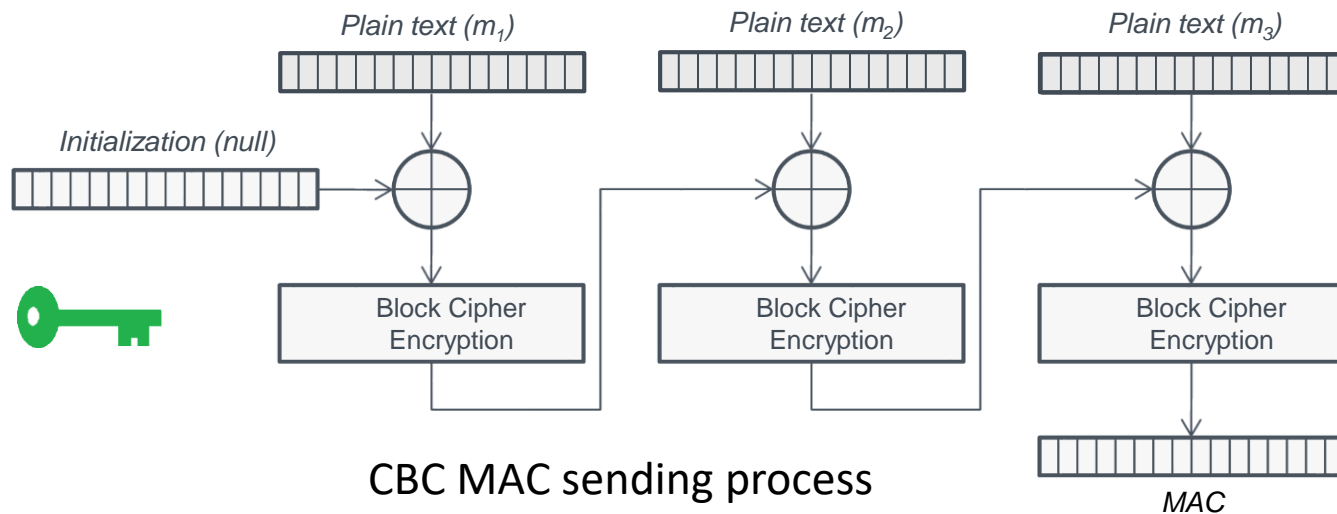 Plain text (m₁)
Plain text (m₂)
Plain text (m₃)
Initialization (null)
Block Cipher
Encryption
Block Cipher
Encryption
Block Cipher
Encryption
CBC MAC sending process
MAC